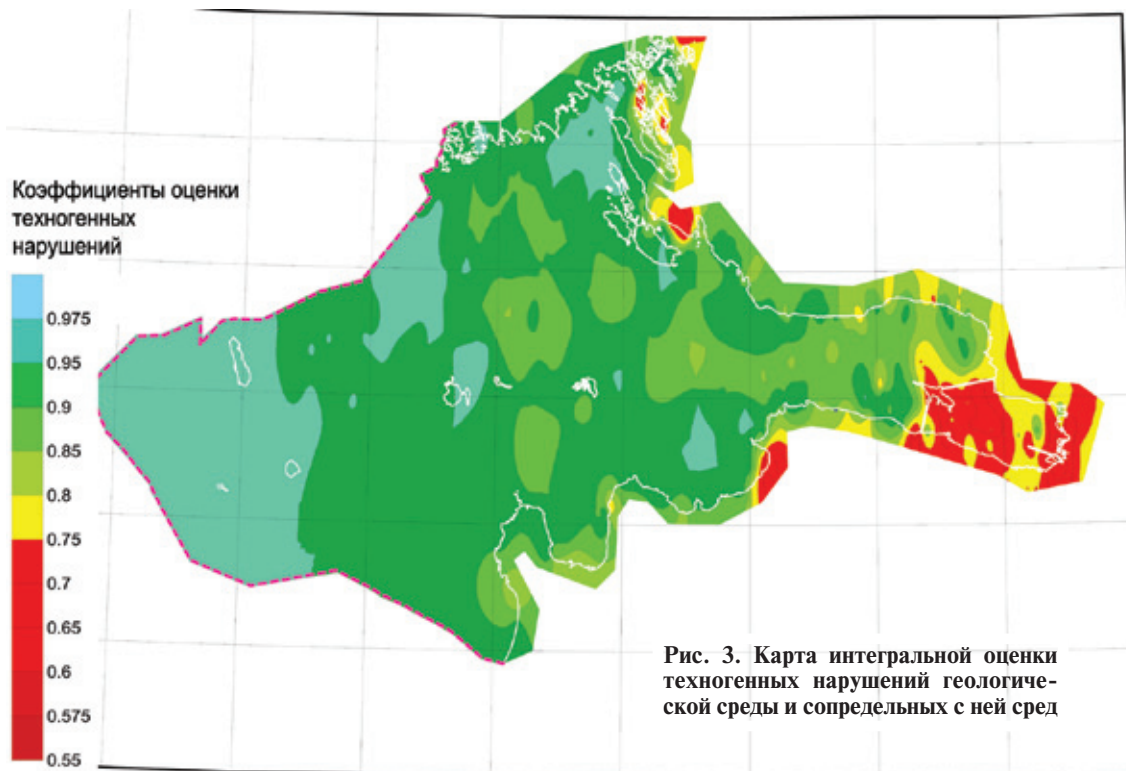 Коэффициенты оценки
техногенных
нарушений
0.975
0.95
0.9
0.85
0.8
0.75
0.7
0.65
0.6
0.575
0.55
Рис. 3. Карта интегральной оценки
техногенных нарушений геологиче-
ской среды и сопредельных с ней сред